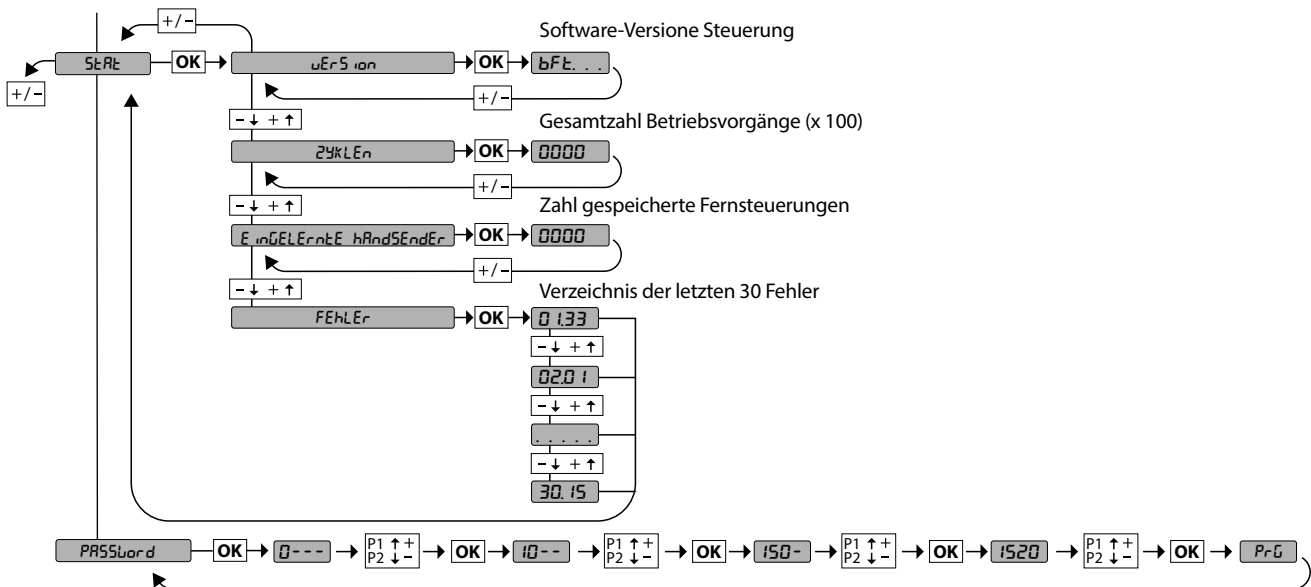 +/-
Software-Versione Steuerung
StAt OK vErSion OK bFt...
+/-
+/-
- ↓ + ↑
Gesamtzahl Betriebsvorgänge (x 100)
ZYKLEn OK 0000
+/-
- ↓ + ↑
Zahl gespeicherte Fernsteuerungen
EinGELErntE hAndSEndEr OK 0000
+/-
- ↓ + ↑
Verzeichnis der letzten 30 Fehler
FEhLEr OK 01.33
- ↓ + ↑
02.01
- ↓ + ↑
.....
- ↓ + ↑
30.15
PASSword OK 0--- P1 ↑ + P2 ↓ - OK 10-- P1 ↑ + P2 ↓ - OK 150- P1 ↑ + P2 ↓ - OK 1520 P1 ↑ + P2 ↓ - OK PrG